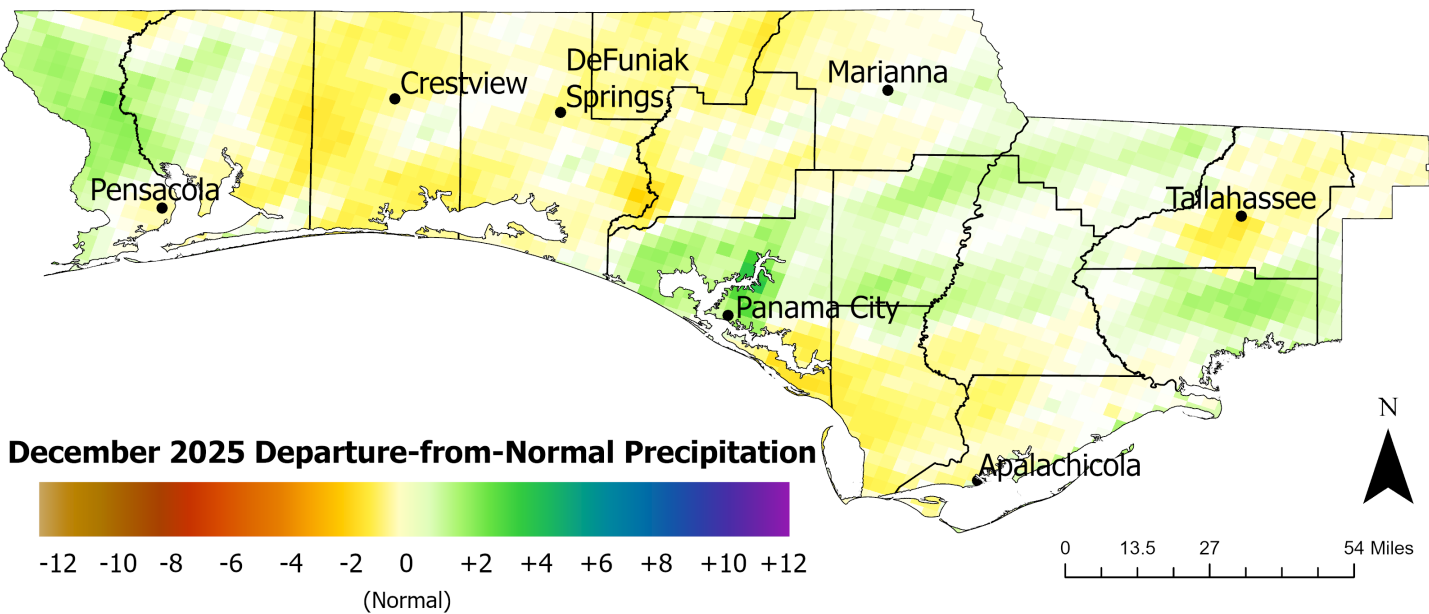 DeFuniak
Springs
Crestview
Marianna
Pensacola
Tallahassee
Panama City
Apalachicola
N
December 2025 Departure-from-Normal Precipitation
-12 -10 -8 -6 -4 -2 0 +2 +4 +6 +8 +10 +12
(Normal)
0 13.5 27 54 Miles